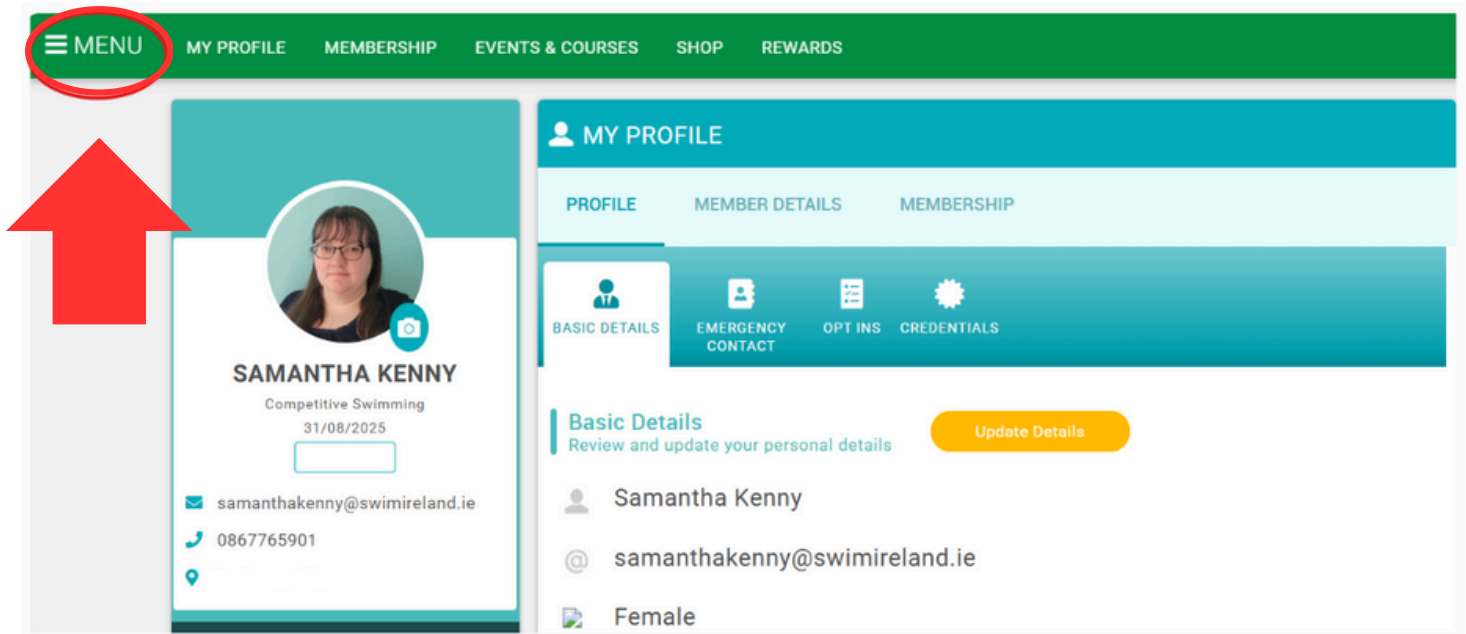 MENU MY PROFILE MEMBERSHIP EVENTS & COURSES SHOP REWARDS
SAMANTHA KENNY
Competitive Swimming
31/08/2025
samanthakenny@swimireland.ie
0867765901
MY PROFILE
PROFILE MEMBER DETAILS MEMBERSHIP
BASIC DETAILS
EMERGENCY
CONTACT
OPT INS
CREDENTIALS
Basic Details
Review and update your personal details
Update Details
Samantha Kenny
@ samanthakenny@swimireland.ie
Female